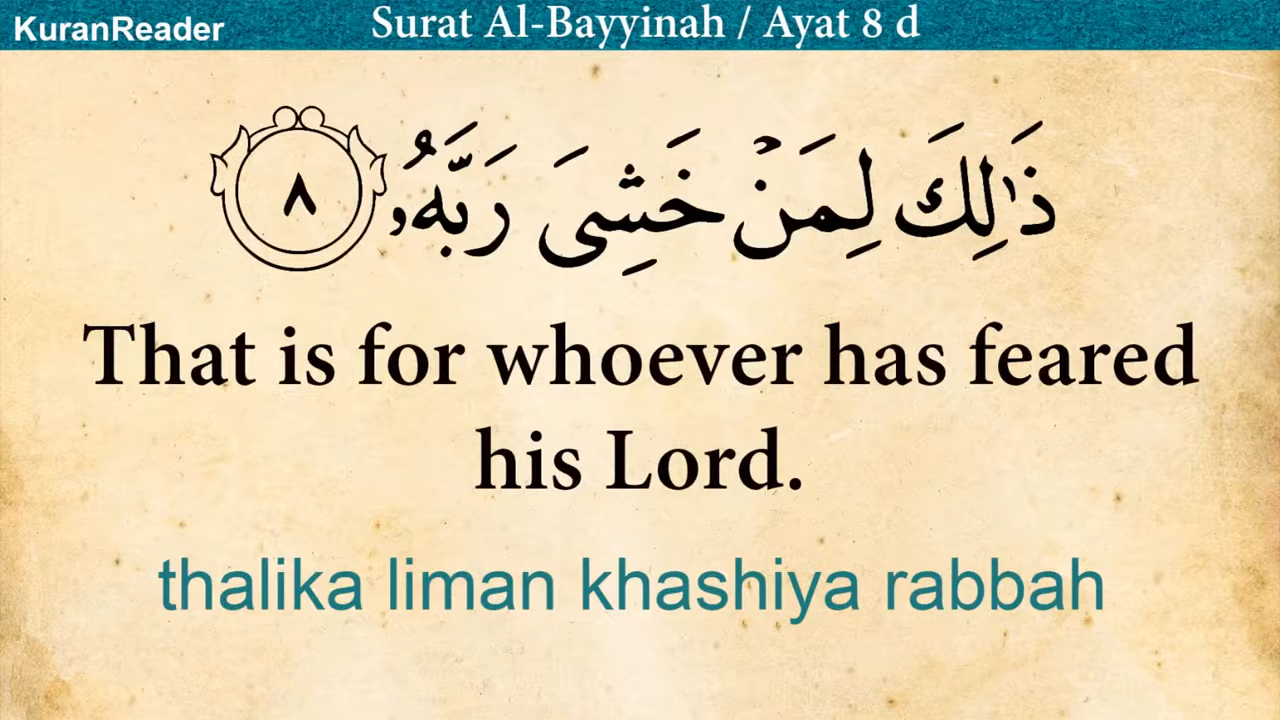 KuranReader
Surat Al-Bayyinah / Ayat 8 d
ذَٰلِكَ لِمَنْ خَشِىَ رَبَّهُۥ ٨
That is for whoever has feared
his Lord.
thalika liman khashiya rabbah